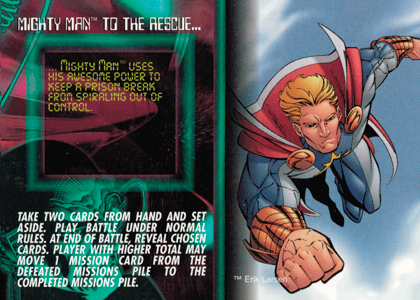 MIGHTY MAN™ TO THE RESCUE...
... MIGHTY MAN™ USES
HIS AWESOME POWER TO
KEEP A PRISON BREAK
FROM SPIRALING OUT OF
CONTROL.
TAKE TWO CARDS FROM HAND AND SET
ASIDE. PLAY BATTLE UNDER NORMAL
RULES. AT END OF BATTLE, REVEAL CHOSEN
CARDS. PLAYER WITH HIGHER TOTAL MAY
MOVE 1 MISSION CARD FROM THE
DEFEATED MISSIONS PILE TO THE
COMPLETED MISSIONS PILE.
™ Erik Larsen